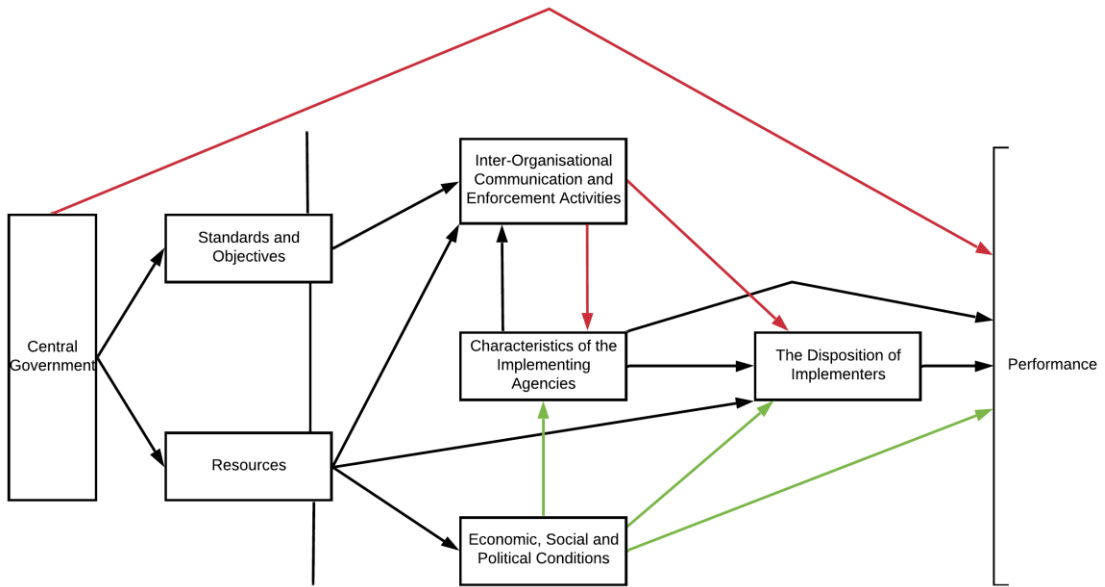 Inter-Organisational
Communication and
Enforcement Activities
Standards and
Objectives
Central
Government
Characteristics of the
Implementing
Agencies
The Disposition of
Implementers
Performance
Resources
Economic, Social and
Political Conditions